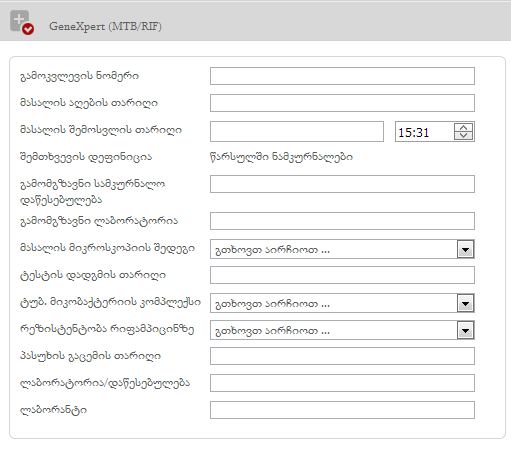 GeneXpert (MTB/RIF)
გამოკვლევის ნომერი
მასალის აღების თარიღი
მასალის შემოსვლის თარიღი 15:31
შემთხვევის დეფინიცია წარსულში ნამკურნალები
გამომგზავნი სამკურნალო
დაწესებულება
გამომგზავნი ლაბორატორია
მასალის მიკროსკოპიის შედეგი გთხოვთ აირჩიოთ ...
ტესტის დადგმის თარიღი
ტუბ. მიკობაქტერიის კომპლექსი გთხოვთ აირჩიოთ ...
რეზისტენტობა რიფამპიცინზე გთხოვთ აირჩიოთ ...
პასუხის გაცემის თარიღი
ლაბორატორია/დაწესებულება
ლაბორანტი